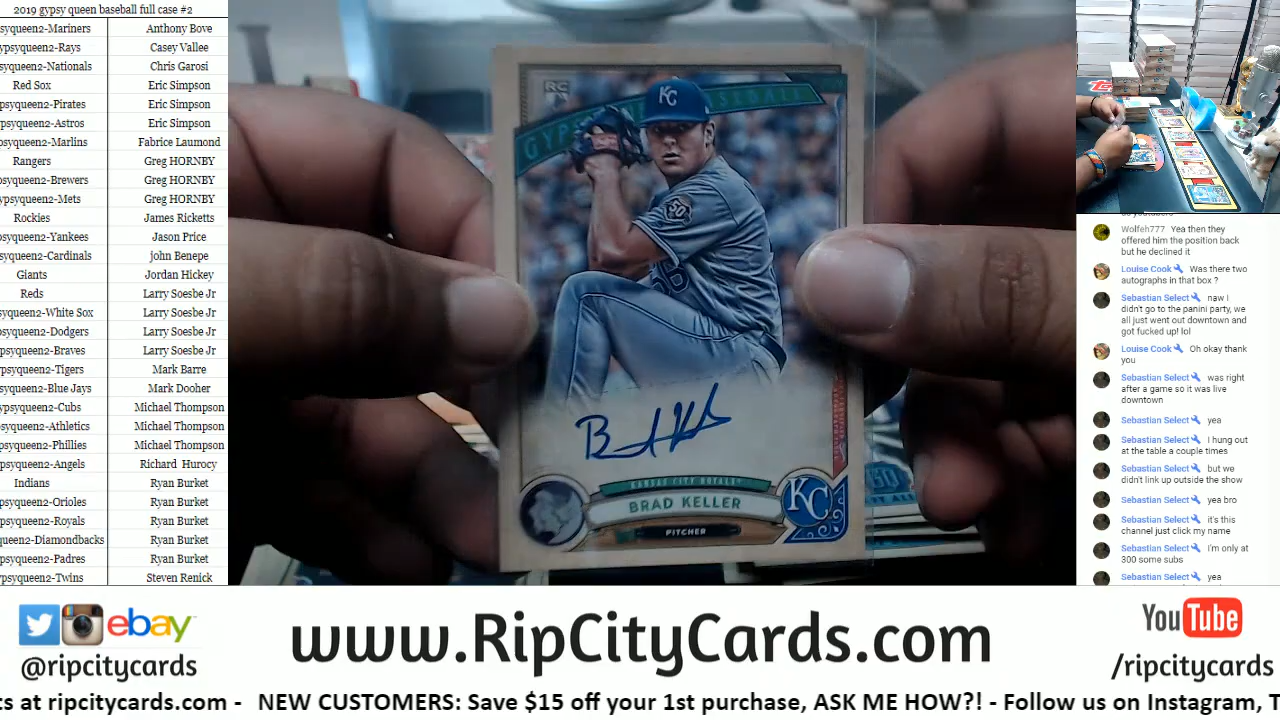 2019 gypsy queen baseball full case #2
syqueen2-Mariners Anthony Bove
ypsyqueen2-Rays Casey Vallee
psyqueen2-Nationals Chris Garosi
Red Sox Eric Simpson
psyqueen2-Pirates Eric Simpson
psyqueen2-Astros Eric Simpson
psyqueen2-Marlins Fabrice Laumond
Rangers Greg HORNBY
psyqueen2-Brewers Greg HORNBY
ypsyqueen2-Mets Greg HORNBY
Rockies James Ricketts
psyqueen2-Yankees Jason Price
psyqueen2-Cardinals john Benepe
Giants Jordan Hickey
Reds Larry Soesbe Jr
psyqueen2-White Sox Larry Soesbe Jr
psyqueen2-Dodgers Larry Soesbe Jr
psyqueen2-Braves Larry Soesbe Jr
psyqueen2-Tigers Mark Barre
psyqueen2-Blue Jays Mark Dooher
psyqueen2-Cubs Michael Thompson
psyqueen2-Athletics Michael Thompson
psyqueen2-Phillies Michael Thompson
psyqueen2-Angels Richard Hurocy
Indians Ryan Burket
psyqueen2-Orioles Ryan Burket
psyqueen2-Royals Ryan Burket
queen2-Diamondbacks Ryan Burket
psyqueen2-Padres Ryan Burket
psyqueen2-Twins Steven Renick
RC
GYPSY QUEEN BASEBALL
KC
50
56
KANSAS CITY ROYALS
BRAD KELLER
PITCHER
KC
Wolfeh777 Yea then they
offered him the position back
but he declined it
Louise Cook Was there two
autographs in that box ?
Sebastian Select naw I
didn't go to the panini party, we
all just went out downtown and
got fucked up! lol
Louise Cook Oh okay thank
you
Sebastian Select was right
after a game so it was live
downtown
Sebastian Select yea
Sebastian Select I hung out
at the table a couple times
Sebastian Select but we
didn't link up outside the show
Sebastian Select yea bro
Sebastian Select it's this
channel just click my name
Sebastian Select I'm only at
300 some subs
Sebastian Select yea
ebay
@ripcitycards
www.RipCityCards.com
YouTube
/ripcitycards
ts at ripcitycards.com - NEW CUSTOMERS: Save $15 off your 1st purchase, ASK ME HOW?! - Follow us on Instagram, T